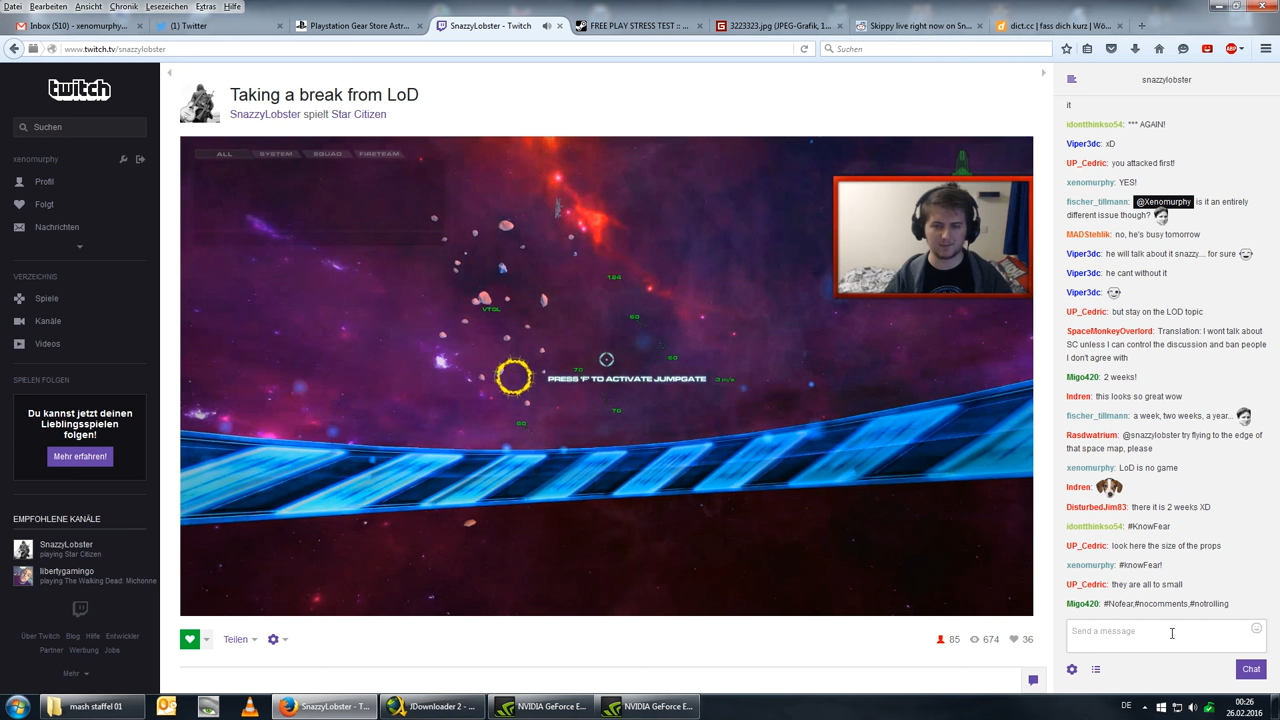 Datei Bearbeiten Ansicht Chronik Lesezeichen Extras Hilfe
Inbox (510) - xenomurphy...
(1) Twitter
Playstation Gear Store Astr...
SnazzyLobster - Twitch
FREE PLAY STRESS TEST :: ...
3223323.jpg (JPEG-Grafik, 1...
Skippy live right now on Sn...
dict.cc | fass dich kurz | Wö...
www.twitch.tv/snazzylobster
Suchen
ABP
twitch
Suchen
xenomurphy
Profil
Folgt
Nachrichten
VERZEICHNIS
Spiele
Kanäle
Videos
SPIELEN FOLGEN
Du kannst jetzt deinen
Lieblingsspielen
folgen!
Mehr erfahren!
EMPFOHLENE KANÄLE
SnazzyLobster
playing Star Citizen
libertygamingo
playing The Walking Dead: Michonne
Über Twitch Blog Hilfe Entwickler
Partner Werbung Jobs
Mehr
Taking a break from LoD
SnazzyLobster spielt Star Citizen
ALL SYSTEM SQUAD FIRETEAM
194
VTOL
60
50
70
PRESS 'F' TO ACTIVATE JUMPGATE
3 m/s
70
60
Teilen
85 674 36
snazzylobster
it
idontthinkso54: *** AGAIN!
Viper3dc: xD
UP_Cedric: you attacked first!
xenomurphy: YES!
fischer_tillmann: @Xenomurphy is it an entirely
different issue though?
MADStehlik: no, he's busy tomorrow
Viper3dc: he will talk about it snazzy.... for sure
Viper3dc: he cant without it
Viper3dc:
UP_Cedric: but stay on the LOD topic
SpaceMonkeyOverlord: Translation: I wont talk about
SC unless I can control the discussion and ban people
I don't agree with
Migo420: 2 weeks!
Indren: this looks so great wow
fischer_tillmann: a week, two weeks, a year...
Rasdwatrium: @snazzylobster try flying to the edge of
that space map, please
xenomurphy: LoD is no game
Indren:
DisturbedJim83: there it is 2 weeks XD
idontthinkso54: #KnowFear
UP_Cedric: look here the size of the props
xenomurphy: #knowFear!
UP_Cedric: they are all to small
Migo420: #Nofear,#nocomments,#notrolling
Send a message
Chat
mash staffel 01
SnazzyLobster - T...
JDownloader 2 - ...
NVIDIA GeForce E...
NVIDIA GeForce E...
DE
00:26
26.02.2016